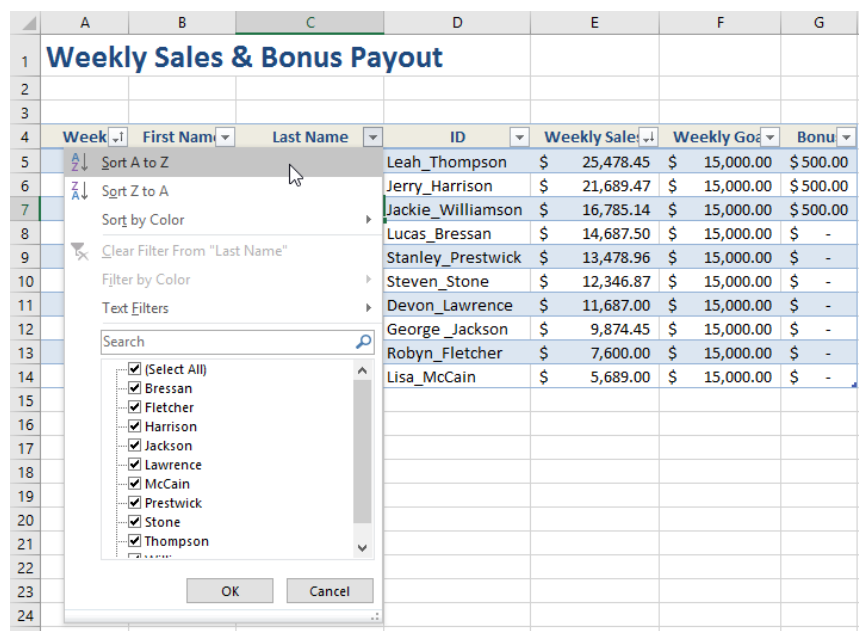 A B C D E F G
1 Weekly Sales & Bonus Payout
2
3
4 Week First Nam Last Name ID Weekly Sale Weekly Goa Bonu
5 Sort A to Z Leah_Thompson $ 25,478.45 $ 15,000.00 $ 500.00
6 Sort Z to A Jerry_Harrison $ 21,689.47 $ 15,000.00 $ 500.00
7 Sort by Color Jackie_Williamson $ 16,785.14 $ 15,000.00 $ 500.00
8 Lucas_Bressan $ 14,687.50 $ 15,000.00 $ -
9 Clear Filter From "Last Name" Stanley_Prestwick $ 13,478.96 $ 15,000.00 $ -
10 Filter by Color Steven_Stone $ 12,346.87 $ 15,000.00 $ -
11 Text Filters Devon_Lawrence $ 11,687.00 $ 15,000.00 $ -
12 Search George _Jackson $ 9,874.45 $ 15,000.00 $ -
13 (Select All) Robyn_Fletcher $ 7,600.00 $ 15,000.00 $ -
14 Bressan Lisa_McCain $ 5,689.00 $ 15,000.00 $ -
15 Fletcher
16 Harrison
17 Jackson
18 Lawrence
19 McCain
20 Prestwick
21 Stone
Thompson
22
23 OK Cancel
24